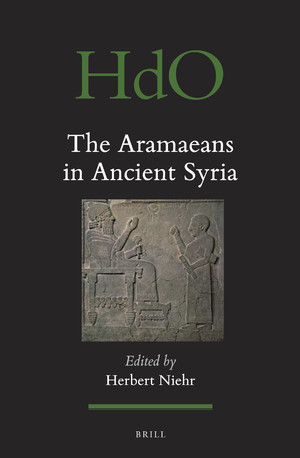 HdO
The Aramaeans
in Ancient Syria
Edited by
Herbert Niehr
BRILL